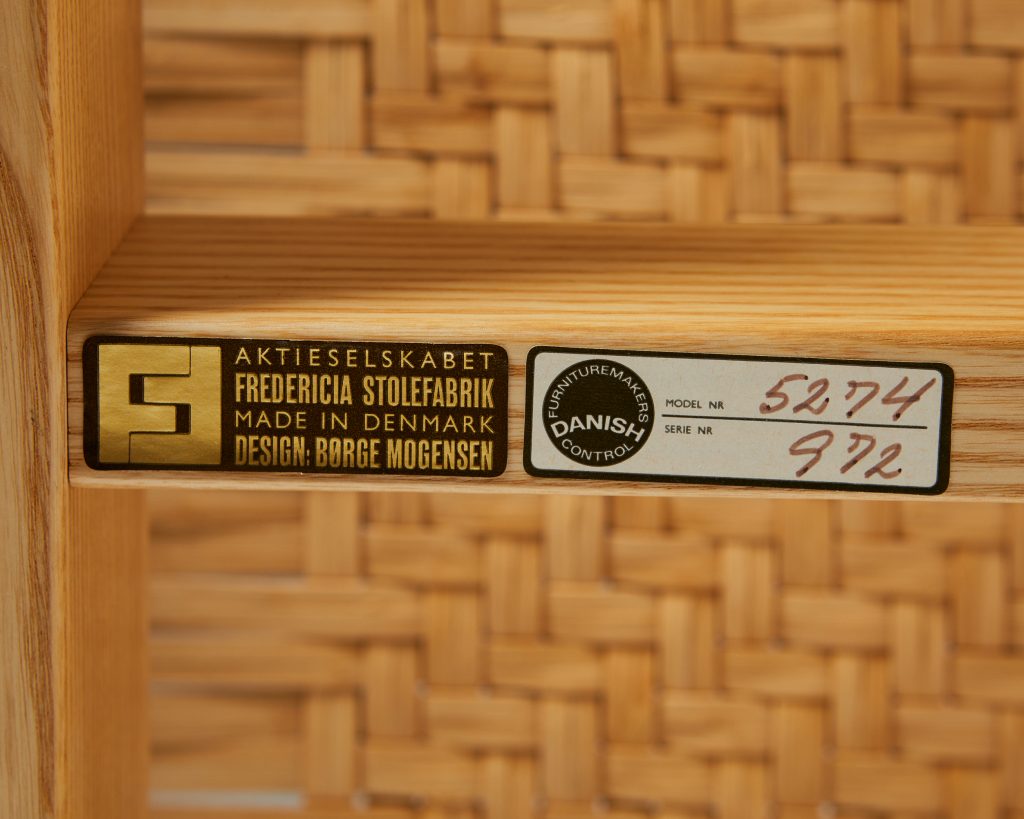 AKTIESELSKABET
FREDERICIA STOLEFABRIK
MADE IN DENMARK
DESIGN: BØRGE MOGENSEN
FURNITUREMAKERS
DANISH
CONTROL
MODEL NR 5274
SERIE NR 972